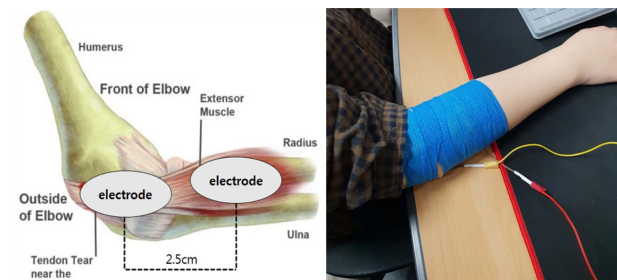 Humerus
Front of Elbow
Extensor
Muscle
Radius
electrode
electrode
Outside
of Elbow
Ulna
2.5cm
Tendon Tear
near the